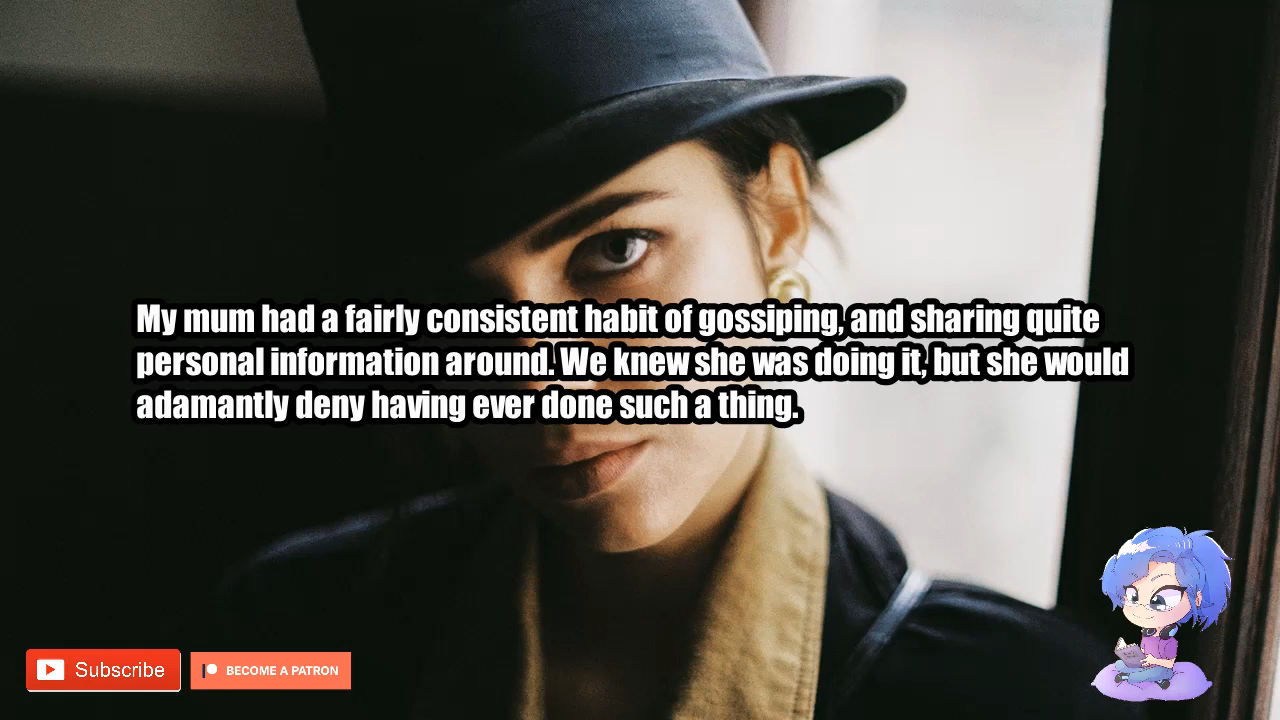 My mum had a fairly consistent habit of gossiping, and sharing quite
personal information around. We knew she was doing it, but she would
adamantly deny having ever done such a thing.
Subscribe
BECOME A PATRON